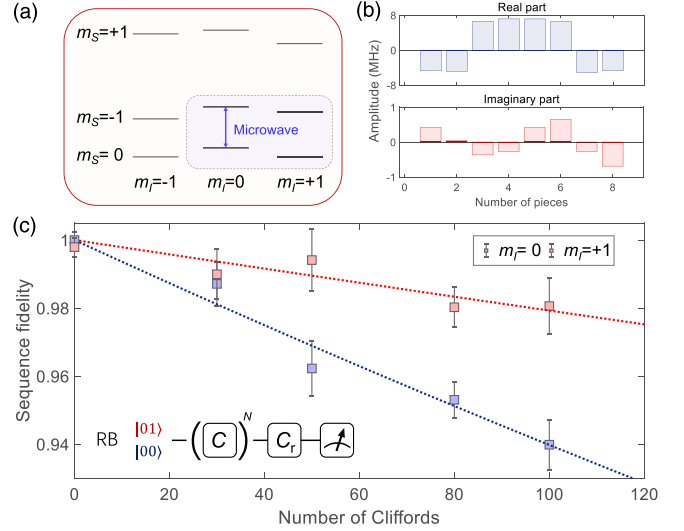 (a)
m_S=+1
m_S=-1
m_S= 0
Microwave
m_I=-1
m_I=0
m_I=+1
(b)
Real part
8
0
-8
Amplitude (MHz)
Imaginary part
1
0
-1
0
2
4
6
8
Number of pieces
(c)
Sequence fidelity
1
0.98
0.96
0.94
m_I= 0
m_I=+1
RB
|01⟩
|00⟩
(C)^N
C_r
0
20
40
60
80
100
120
Number of Cliffords